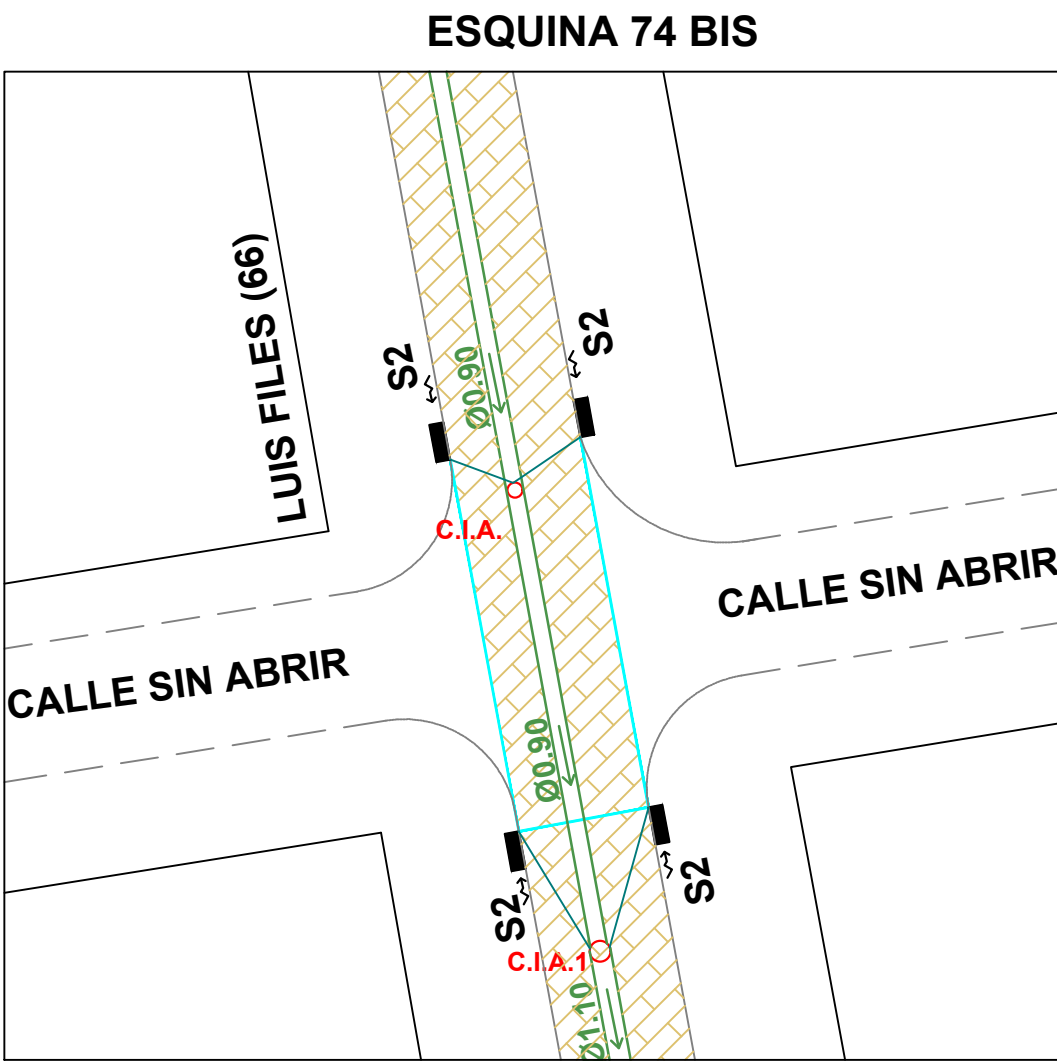 ESQUINA 74 BIS
LUIS FILES (66)
S2
S2
Ø0.90
C.I.A.
CALLE SIN ABRIR
CALLE SIN ABRIR
Ø0.90
S2
S2
C.I.A.1
Ø1.10